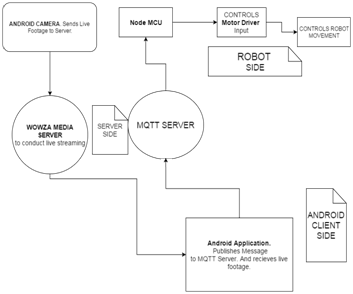 ANDROID CAMERA. Sends Live
Footage to Server.
Node MCU
CONTROLS
Motor Driver
Input
CONTROLS ROBOT
MOVEMENT
ROBOT
SIDE
WOWZA MEDIA
SERVER
to conduct live streaming
SERVER
SIDE
MQTT SERVER
Android Application.
Publishes Message
to MQTT Server. And recieves live
footage.
ANDROID
CLIENT
SIDE